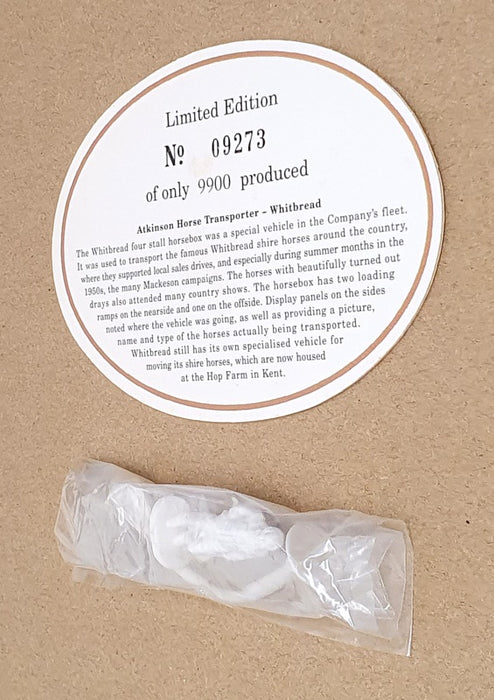 Limited Edition
Nº 09273
of only 9900 produced
Atkinson Horse Transporter – Whitbread
The Whitbread four stall horsebox was a special vehicle in the Company's fleet.
It was used to transport the famous Whitbread shire horses around the country,
where they supported local sales drives, and especially during summer months in the
1950s, the many Mackeson campaigns. The horses with beautifully turned out
drays also attended many country shows. The horsebox has two loading
ramps on the nearside and one on the offside. Display panels on the sides
noted where the vehicle was going, as well as providing a picture,
name and type of the horses actually being transported.
Whitbread still has its own specialised vehicle for
moving its shire horses, which are now housed
at the Hop Farm in Kent.